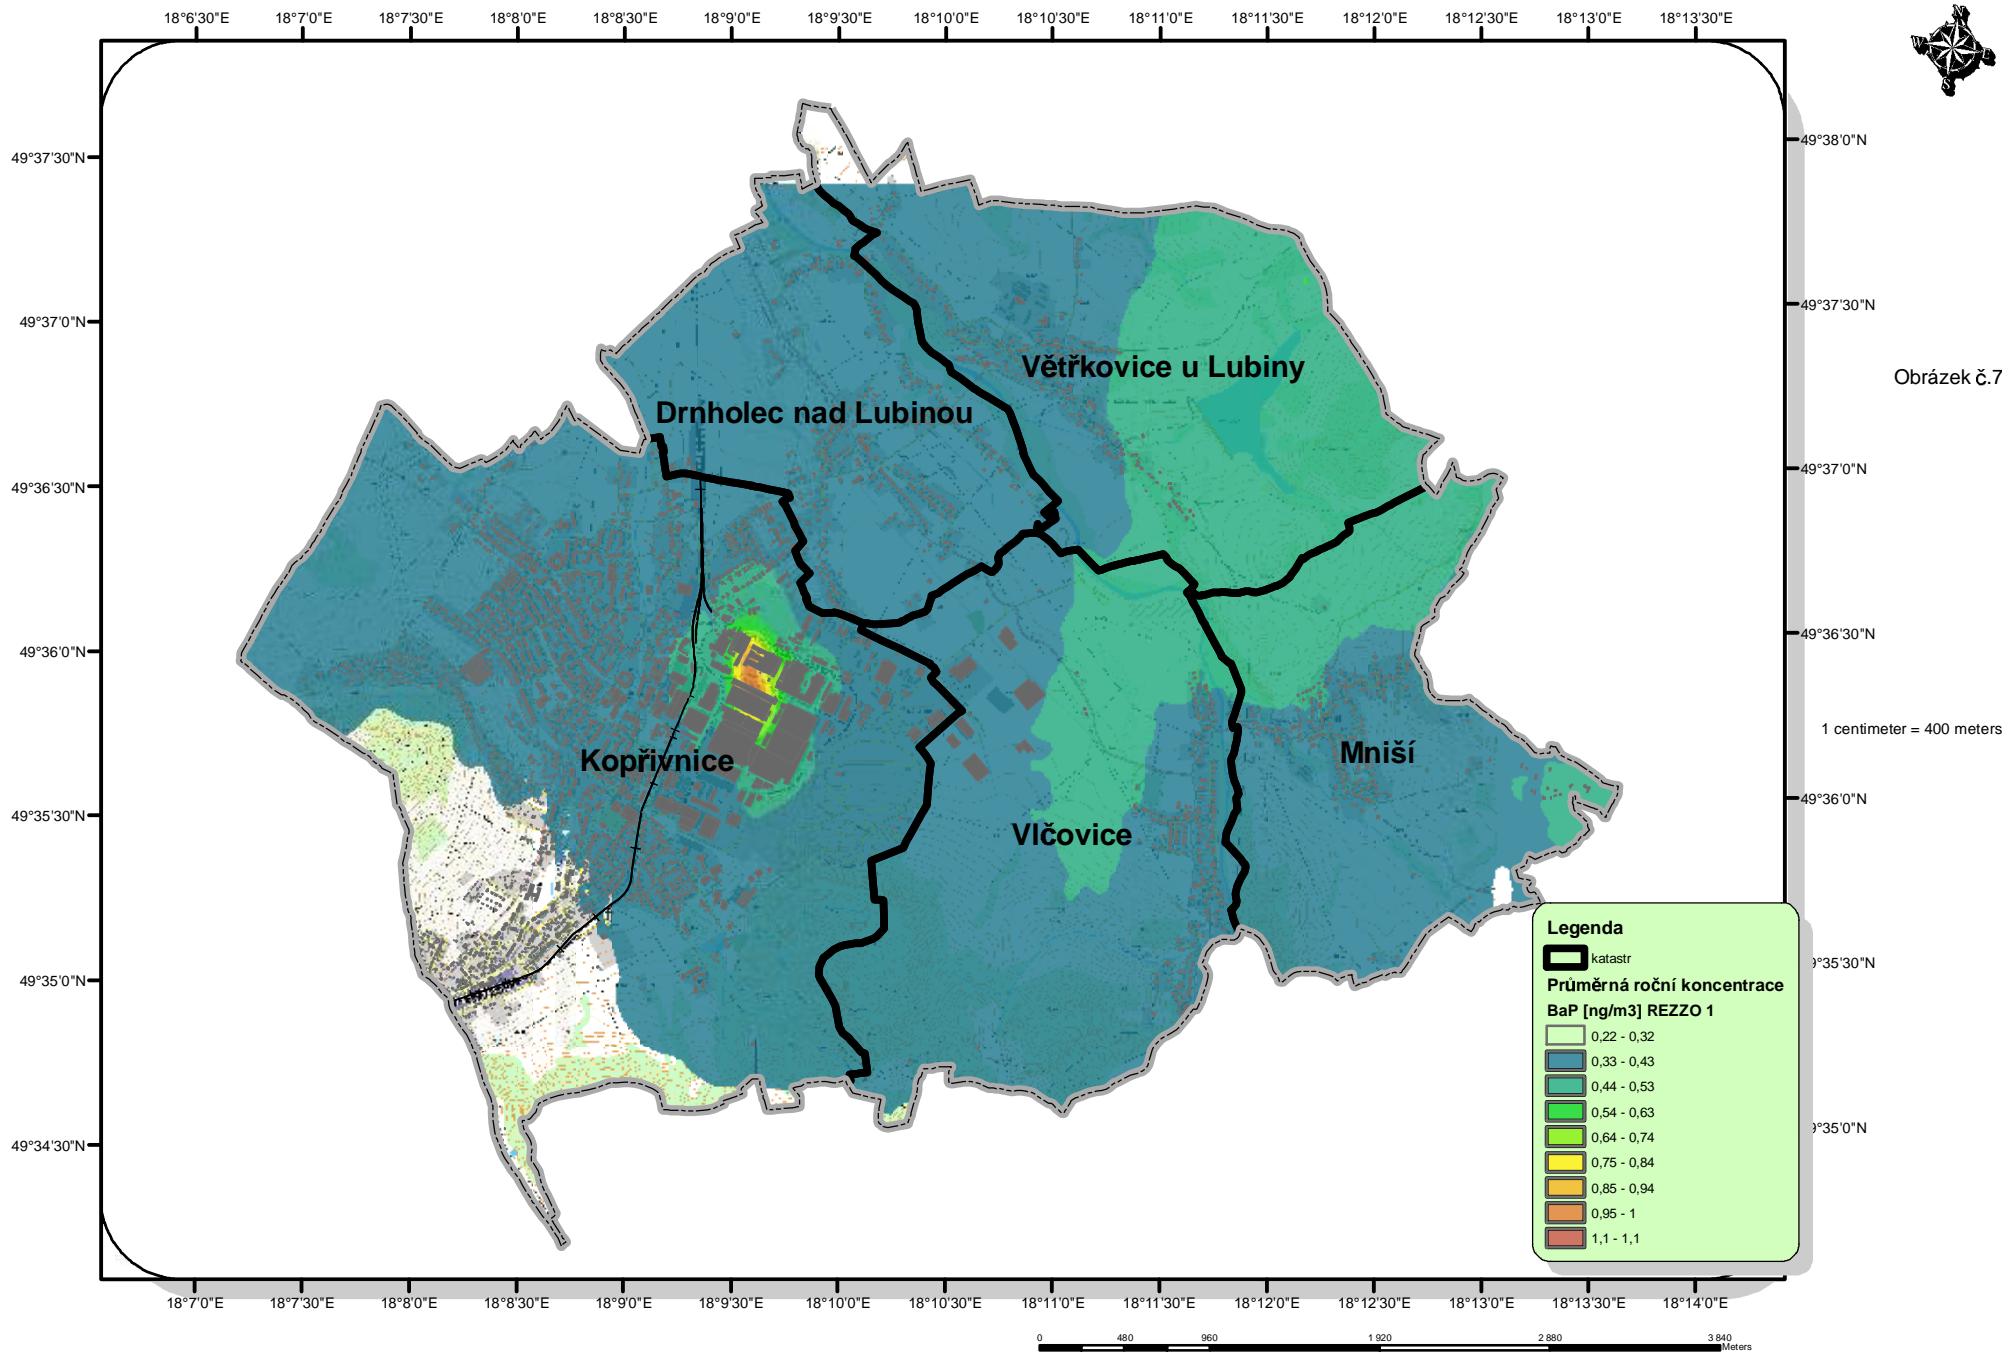 18°6'30"E 18°7'0"E 18°7'30"E 18°8'0"E 18°8'30"E 18°9'0"E 18°9'30"E 18°10'0"E 18°10'30"E 18°11'0"E 18°11'30"E 18°12'0"E 18°12'30"E 18°13'0"E 18°13'30"E
49°38'0"N
49°37'30"N
49°37'30"N
49°37'0"N
Větřkovice u Lubiny
Obrázek č.7
Drnholec nad Lubinou
49°37'0"N
49°36'30"N
49°36'30"N
49°36'0"N
1 centimeter = 400 meters
Kopřivnice
Mniší
49°36'0"N
49°35'30"N
Vlčovice
Legenda
katastr
9°35'30"N
49°35'0"N
Průměrná roční koncentrace
BaP [ng/m3] REZZO 1
0,22 - 0,32
0,33 - 0,43
0,44 - 0,53
0,54 - 0,63
9°35'0"N
0,64 - 0,74
49°34'30"N
0,75 - 0,84
0,85 - 0,94
0,95 - 1
1,1 - 1,1
18°7'0"E 18°7'30"E 18°8'0"E 18°8'30"E 18°9'0"E 18°9'30"E 18°10'0"E 18°10'30"E 18°11'0"E 18°11'30"E 18°12'0"E 18°12'30"E 18°13'0"E 18°13'30"E 18°14'0"E
0 480 960 1 920 2 880 3 840
Meters